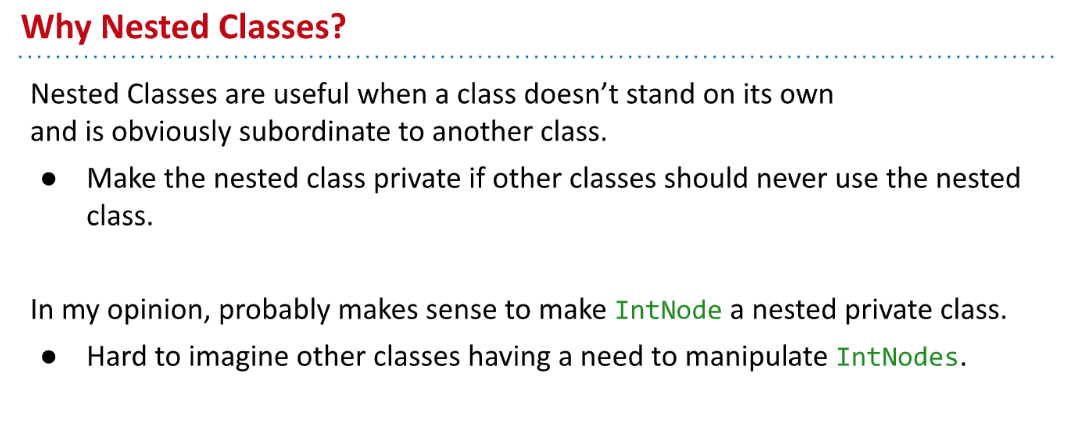 Why Nested Classes?
Nested Classes are useful when a class doesn’t stand on its own
and is obviously subordinate to another class.
● Make the nested class private if other classes should never use the nested
class.
In my opinion, probably makes sense to make IntNode a nested private class.
● Hard to imagine other classes having a need to manipulate IntNodes.